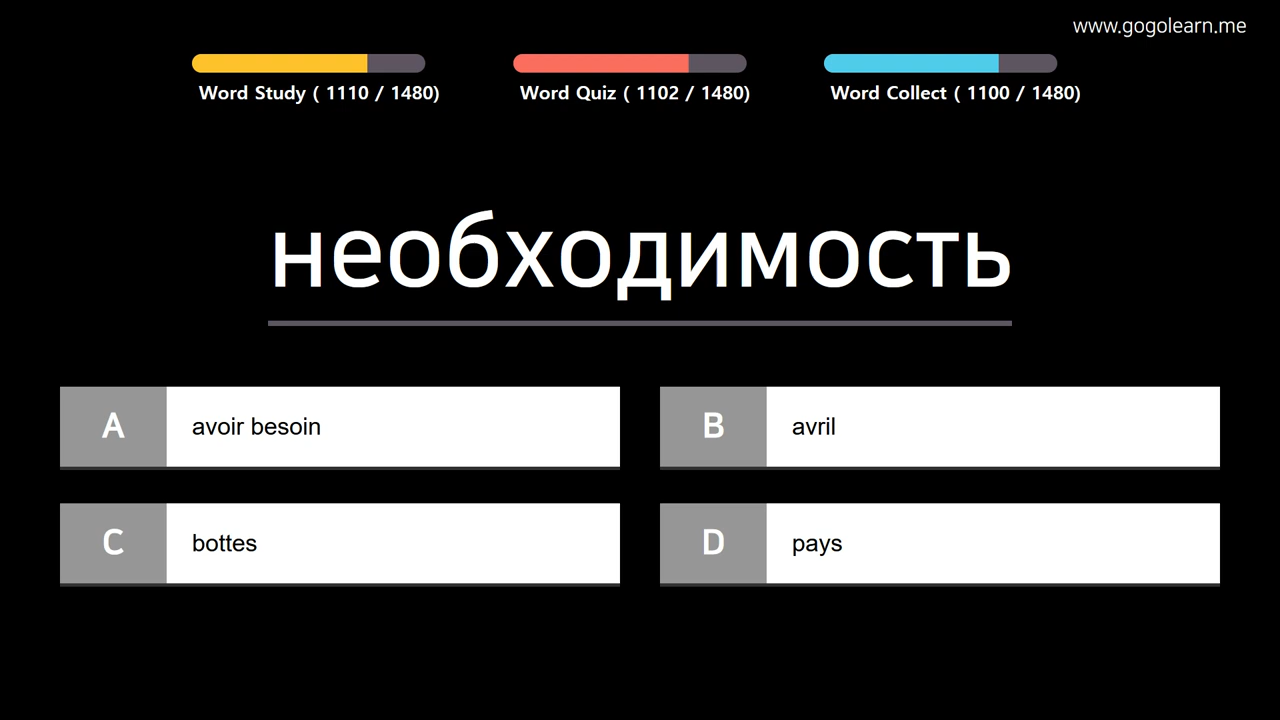 www.gogolearn.me
Word Study ( 1110 / 1480)
Word Quiz ( 1102 / 1480)
Word Collect ( 1100 / 1480)
необходимость
A avoir besoin
B avril
C bottes
D pays